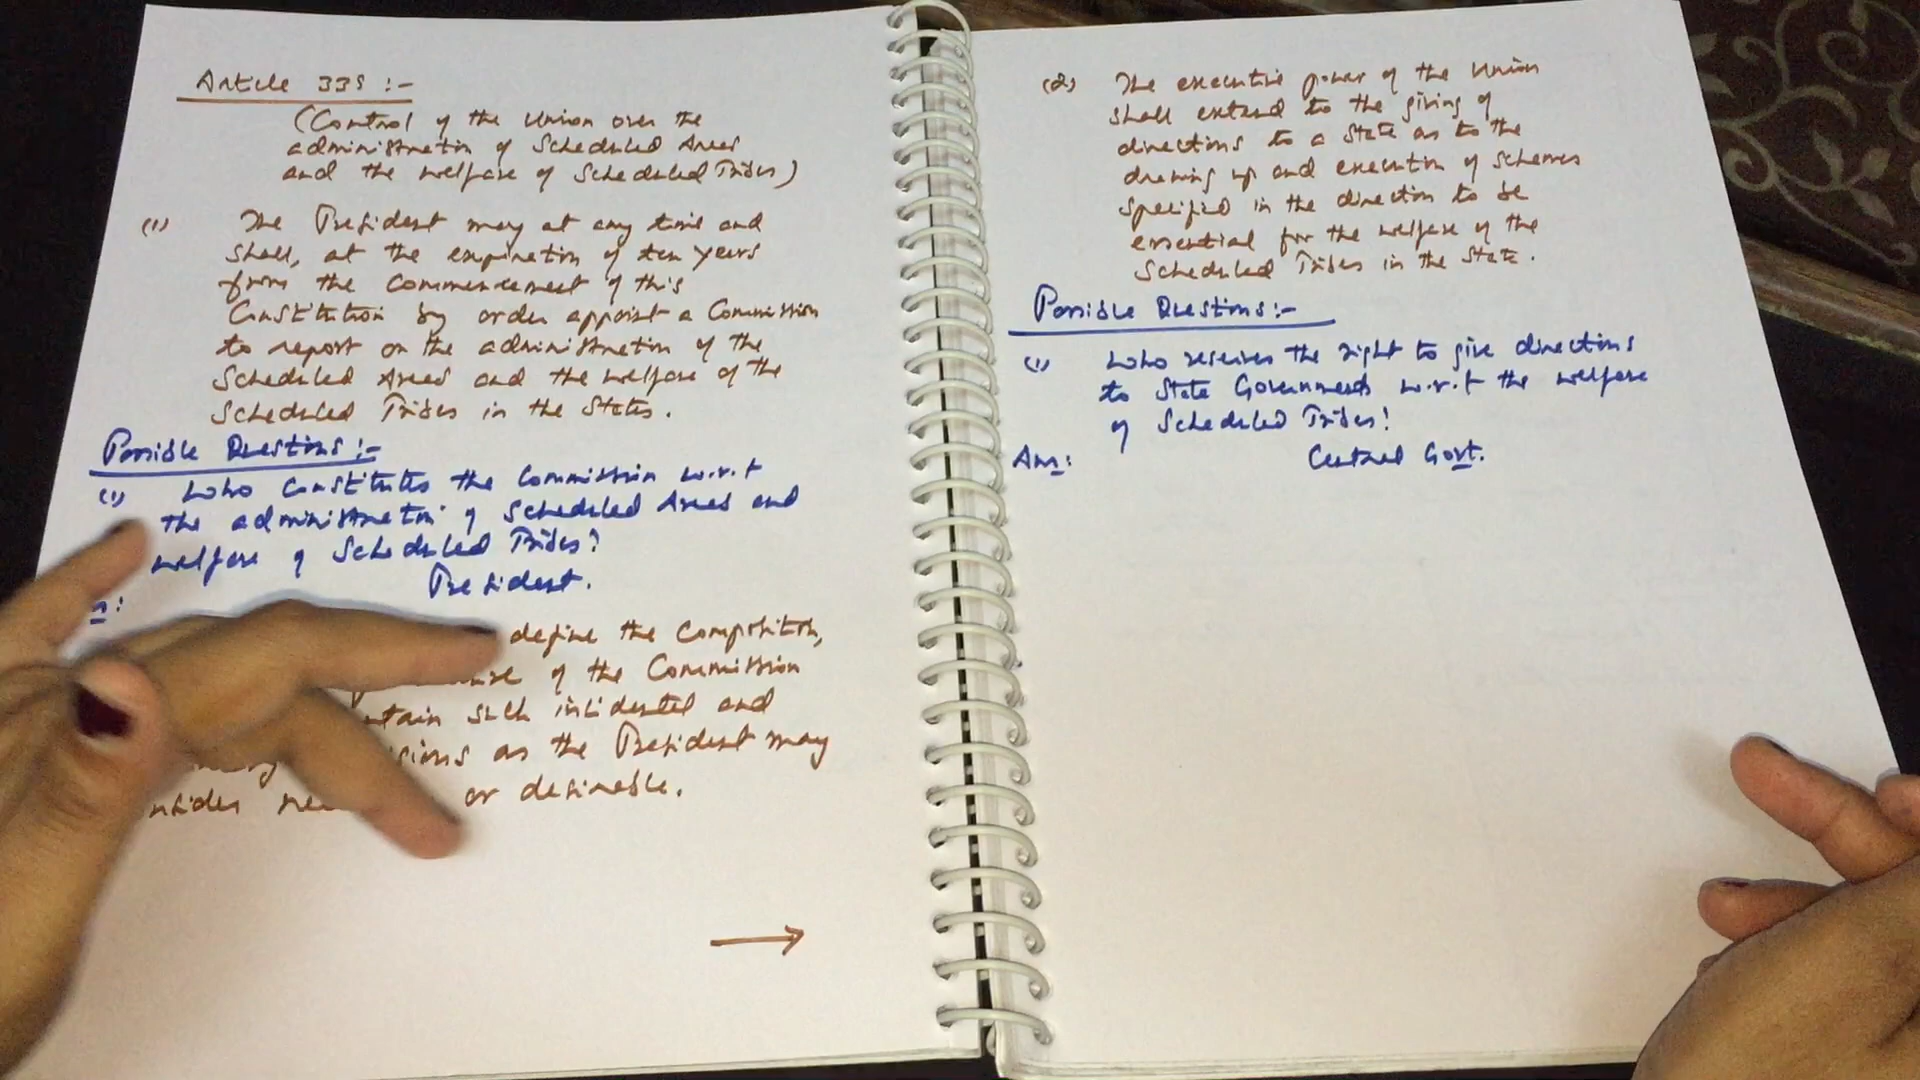 Article 339 :-
(Control of the Union over the
administration of Scheduled Areas
and the welfare of Scheduled Tribes)
(1) The President may at any time and
shall, at the expiration of ten years
from the commencement of this
Constitution by order appoint a Commission
to report on the administration of the
Scheduled Areas and the welfare of the
Scheduled Tribes in the States.
Possible Questions :-
(1) Who constitutes the Commission w.r.t
the administration of Scheduled Areas and
welfare of Scheduled Tribes?
President.
define the composition,
of the Commission
such incidental and
as the President may
or desirable.
(2) The executive power of the Union
shall extend to the giving of
directions to a State as to the
drawing up and execution of schemes
specified in the direction to be
essential for the welfare of the
Scheduled Tribes in the State.
Possible Questions :-
(1) Who reserves the right to give directions
to State Governments w.r.t the welfare
of Scheduled Tribes?
Ans: Central Govt.